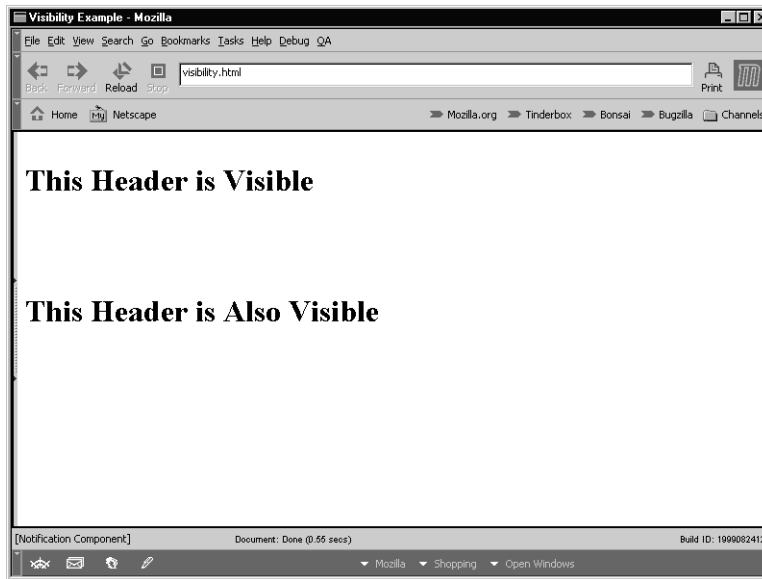 Visibility Example - Mozilla
File Edit View Search Go Bookmarks Tasks Help Debug QA
visibility.html
Back Forward Reload Stop Print
Home My Netscape Mozilla.org Tinderbox Bonsai Bugzilla Channels
This Header is Visible
This Header is Also Visible
[Notification Component] Document: Done (0.55 secs) Build ID: 1999082412
Mozilla Shopping Open Windows